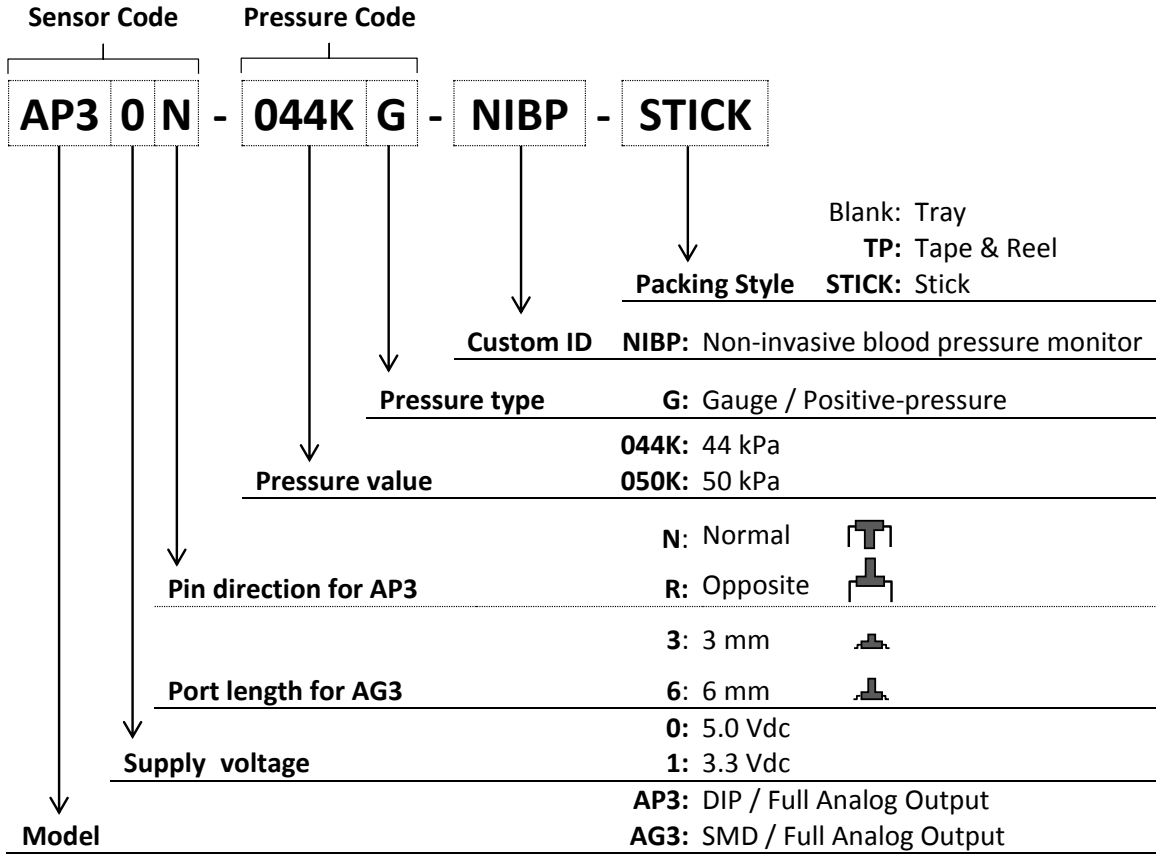 Sensor Code Pressure Code
AP3 0 N - 044K G - NIBP - STICK
Blank: Tray
TP: Tape & Reel
Packing Style STICK: Stick
Custom ID NIBP: Non-invasive blood pressure monitor
Pressure type G: Gauge / Positive-pressure
044K: 44 kPa
Pressure value 050K: 50 kPa
N: Normal
Pin direction for AP3 R: Opposite
3: 3 mm
Port length for AG3 6: 6 mm
0: 5.0 Vdc
Supply voltage 1: 3.3 Vdc
AP3: DIP / Full Analog Output
Model AG3: SMD / Full Analog Output